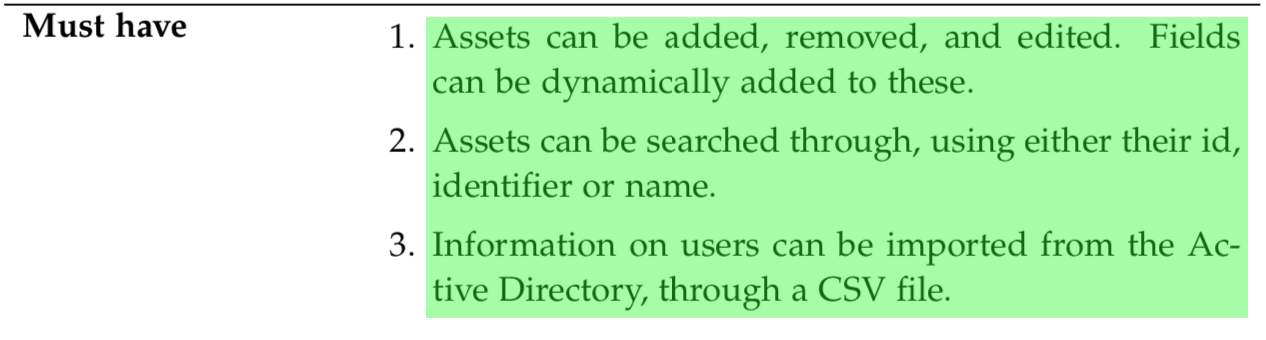 Must have
1. Assets can be added, removed, and edited. Fields
can be dynamically added to these.
2. Assets can be searched through, using either their id,
identifier or name.
3. Information on users can be imported from the Ac-
tive Directory, through a CSV file.